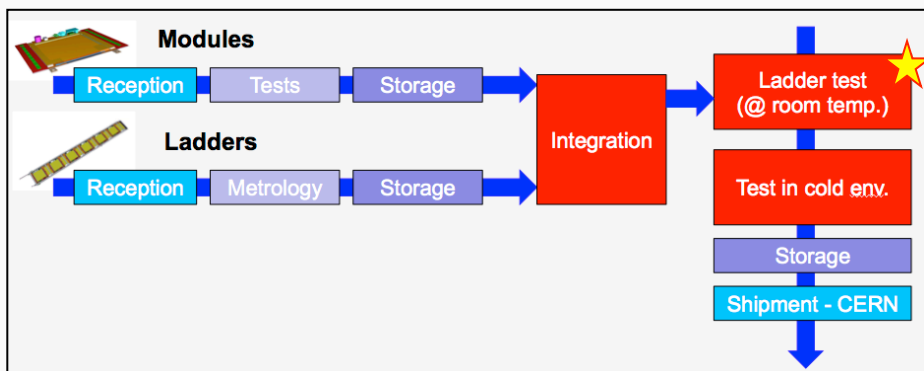 Modules
Reception
Tests
Storage
Ladders
Reception
Metrology
Storage
Integration
Ladder test
(@ room temp.)
Test in cold env.
Storage
Shipment - CERN